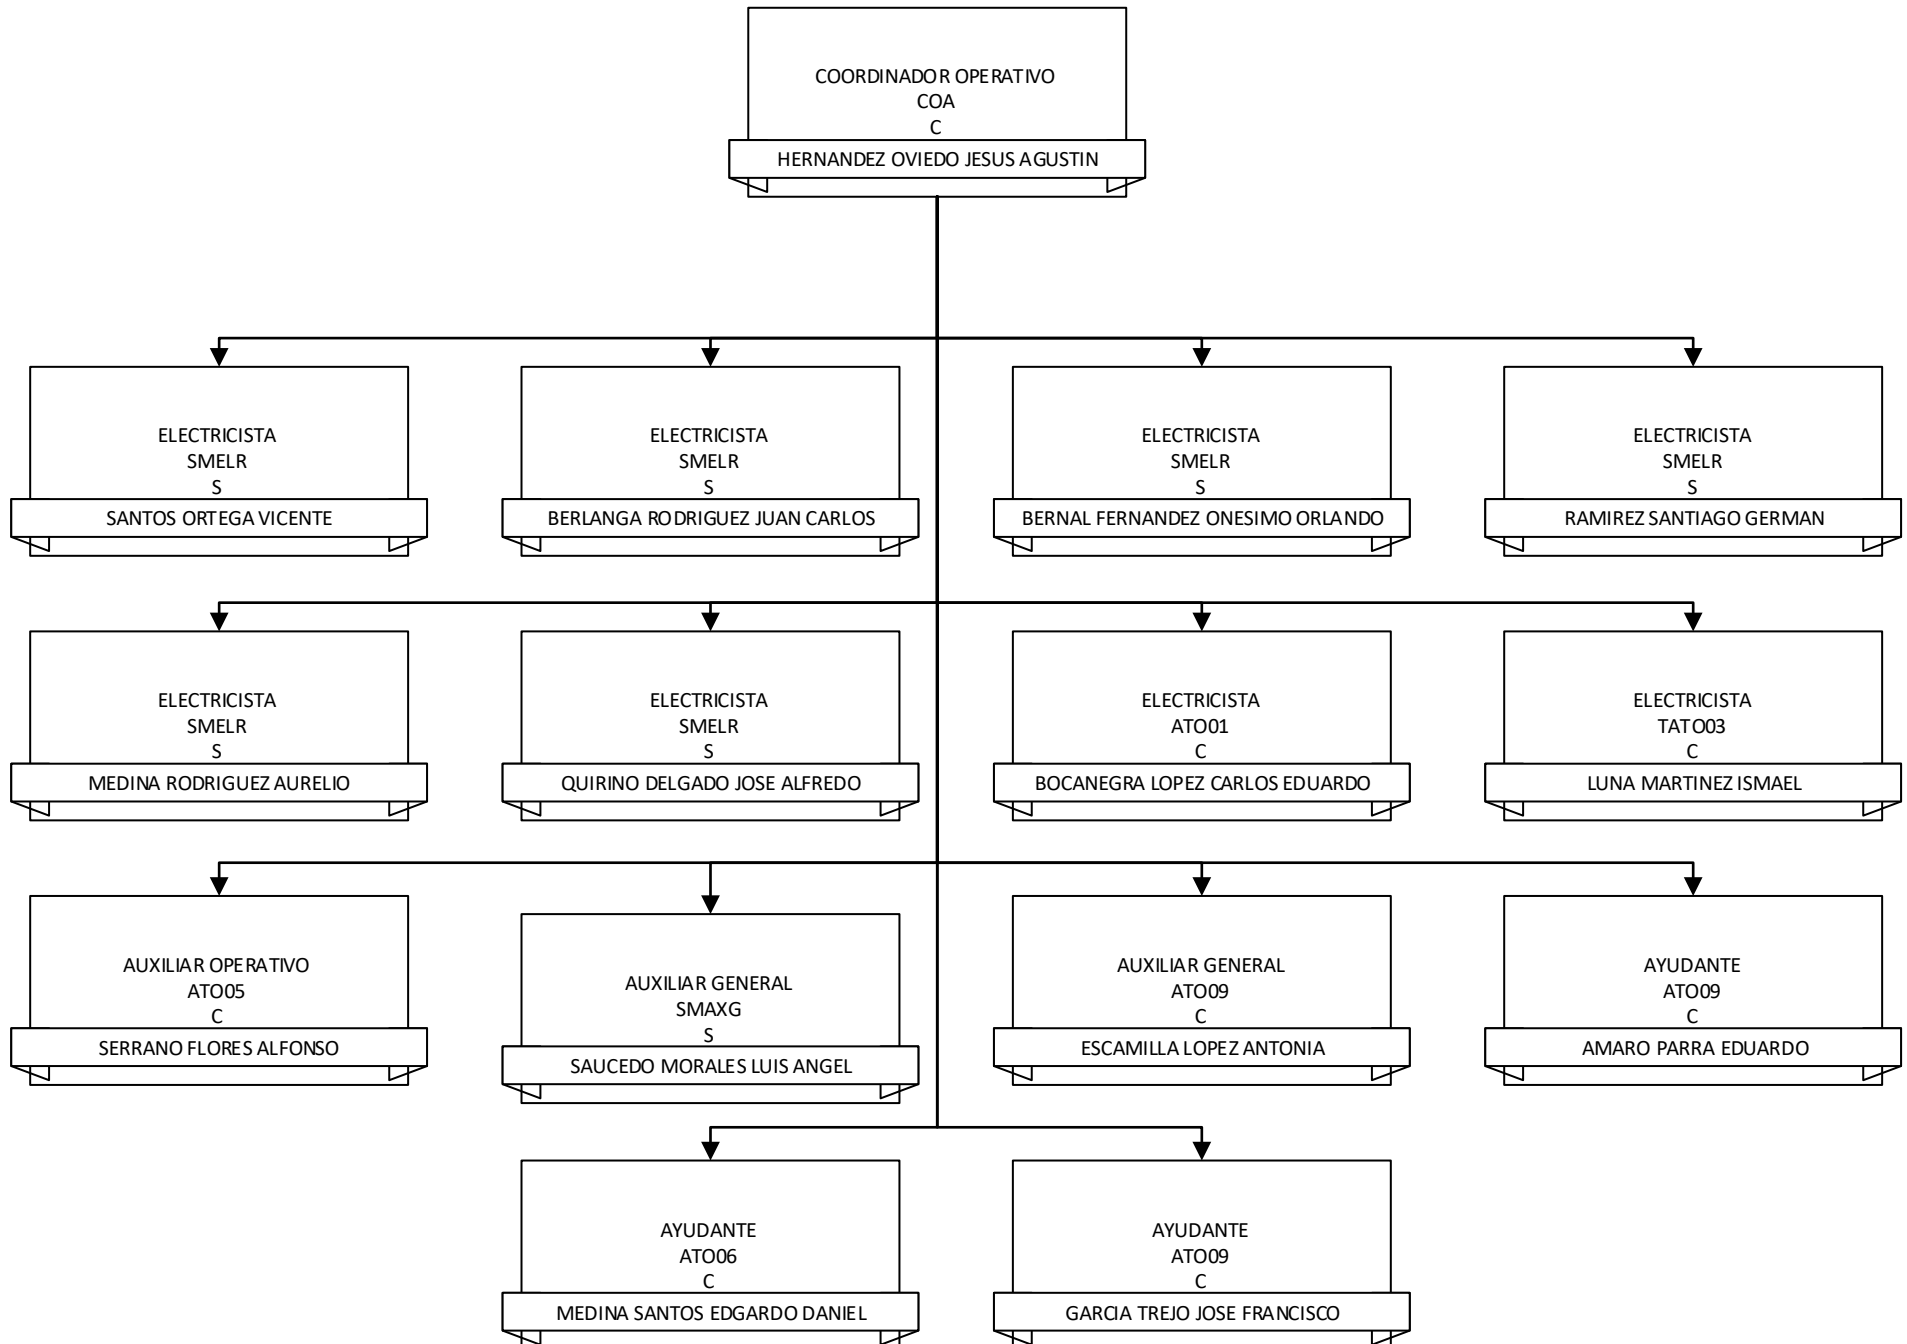 COORDINADOR OPERATIVO
COA
C
HERNANDEZ OVIEDO JESUS AGUSTIN
ELECTRICISTA
SMELR
S
SANTOS ORTEGA VICENTE
ELECTRICISTA
SMELR
S
BERLANGA RODRIGUEZ JUAN CARLOS
ELECTRICISTA
SMELR
S
BERNAL FERNANDEZ ONESIMO ORLANDO
ELECTRICISTA
SMELR
S
RAMIREZ SANTIAGO GERMAN
ELECTRICISTA
SMELR
S
MEDINA RODRIGUEZ AURELIO
ELECTRICISTA
SMELR
S
QUIRINO DELGADO JOSE ALFREDO
ELECTRICISTA
ATO01
C
BOCANEGRA LOPEZ CARLOS EDUARDO
ELECTRICISTA
TATO03
C
LUNA MARTINEZ ISMAEL
AUXILIAR OPERATIVO
ATO05
C
SERRANO FLORES ALFONSO
AUXILIAR GENERAL
SMAXG
S
SAUCEDO MORALES LUIS ANGEL
AUXILIAR GENERAL
ATO09
C
ESCAMILLA LOPEZ ANTONIA
AYUDANTE
ATO09
C
AMARO PARRA EDUARDO
AYUDANTE
ATO06
C
MEDINA SANTOS EDGARDO DANIEL
AYUDANTE
ATO09
C
GARCIA TREJO JOSE FRANCISCO